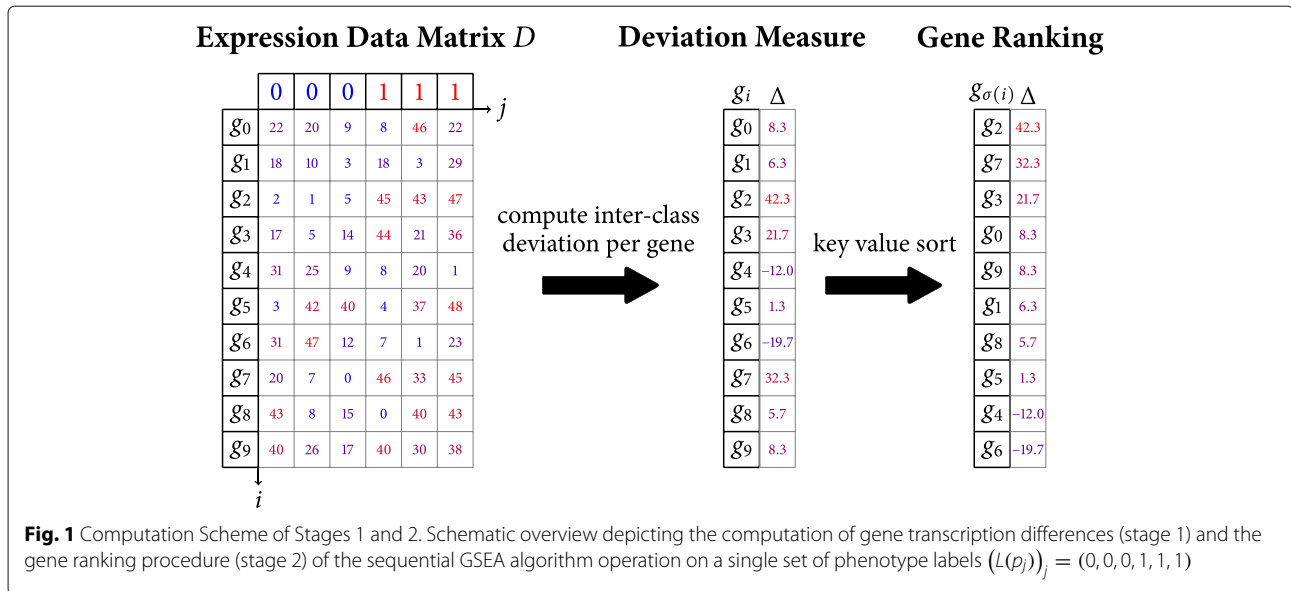 Expression Data Matrix D
Deviation Measure
Gene Ranking
0 0 0 1 1 1
j
g0 22 20 9 8 46 22
g1 18 10 3 18 3 29
g2 2 1 5 45 43 47
g3 17 5 14 44 21 36
g4 31 25 9 8 20 1
g5 3 42 40 4 37 48
g6 31 47 12 7 1 23
g7 20 7 0 46 33 45
g8 43 8 15 0 40 43
g9 40 26 17 40 30 38
i
compute inter-class
deviation per gene
gi Δ
g0 8.3
g1 6.3
g2 42.3
g3 21.7
g4 −12.0
g5 1.3
g6 −19.7
g7 32.3
g8 5.7
g9 8.3
key value sort
gσ(i) Δ
g2 42.3
g7 32.3
g3 21.7
g0 8.3
g9 8.3
g1 6.3
g8 5.7
g5 1.3
g4 −12.0
g6 −19.7
Fig. 1 Computation Scheme of Stages 1 and 2. Schematic overview depicting the computation of gene transcription differences (stage 1) and the
gene ranking procedure (stage 2) of the sequential GSEA algorithm operation on a single set of phenotype labels (L(pj))j = (0, 0, 0, 1, 1, 1)